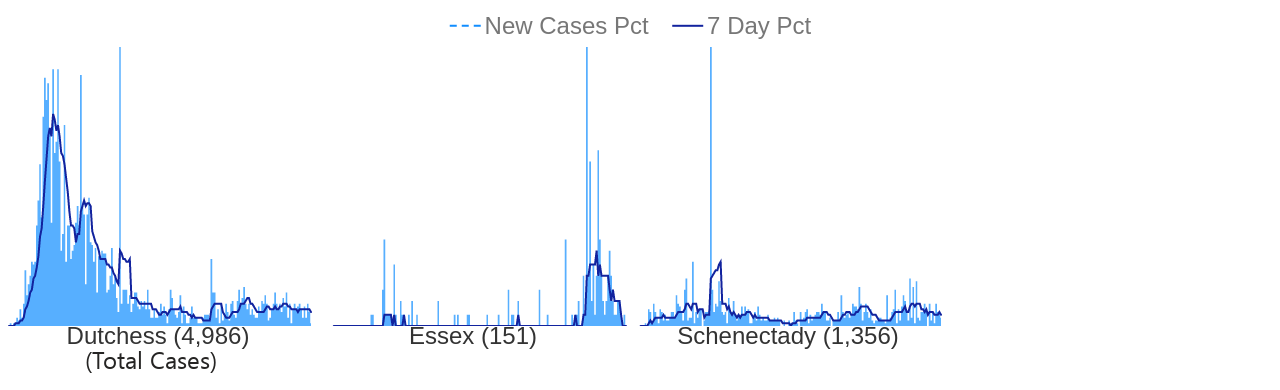 New Cases Pct 7 Day Pct
Dutchess (4,986) Essex (151) Schenectady (1,356)
(Total Cases)